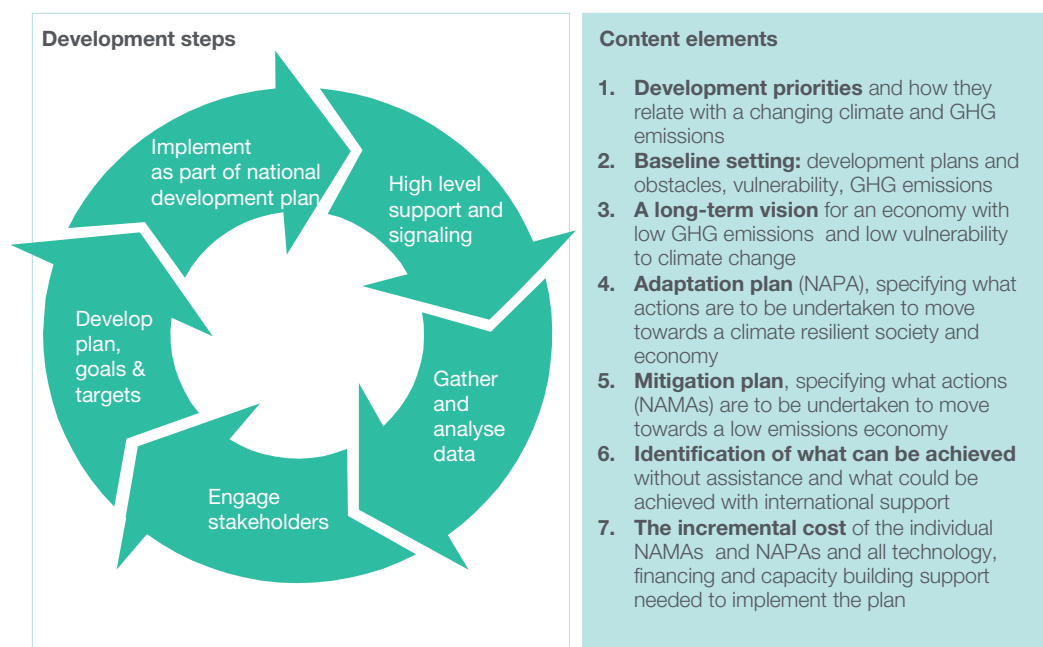 Development steps
Implement
as part of national
development plan
High level
support and
signaling
Gather
and
analyse
data
Engage
stakeholders
Develop
plan,
goals &
targets
Content elements
1. Development priorities and how they
relate with a changing climate and GHG
emissions
2. Baseline setting: development plans and
obstacles, vulnerability, GHG emissions
3. A long-term vision for an economy with
low GHG emissions and low vulnerability
to climate change
4. Adaptation plan (NAPA), specifying what
actions are to be undertaken to move
towards a climate resilient society and
economy
5. Mitigation plan, specifying what actions
(NAMAs) are to be undertaken to move
towards a low emissions economy
6. Identification of what can be achieved
without assistance and what could be
achieved with international support
7. The incremental cost of the individual
NAMAs and NAPAs and all technology,
financing and capacity building support
needed to implement the plan